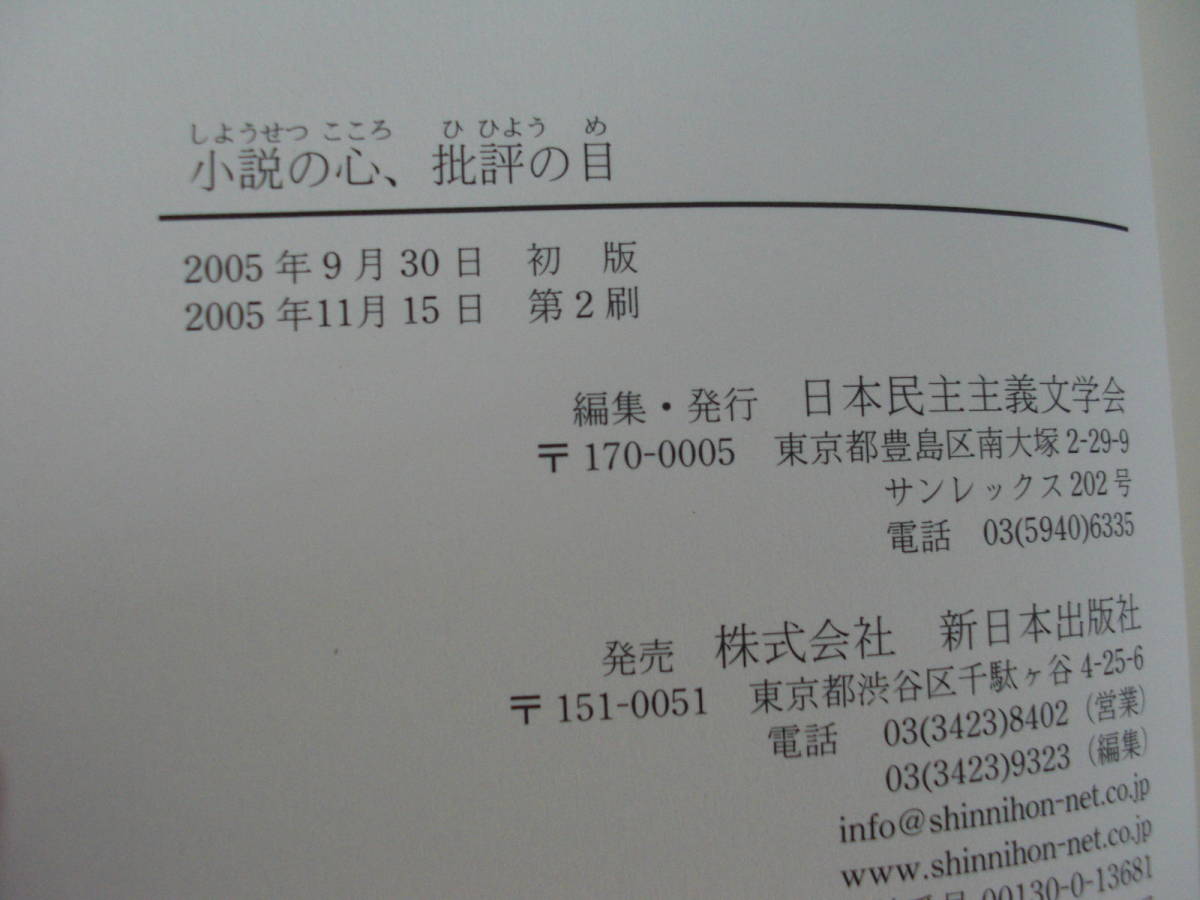 しようせつ こころ ひ ひよう め
小説の心、批評の目
2005年9月30日 初 版
2005年11月15日 第2刷
編集・発行 日本民主主義文学会
〒170-0005 東京都豊島区南大塚2-29-9
サンレックス202号
電話 03(5940)6335
発売 株式会社 新日本出版社
〒151-0051 東京都渋谷区千駄ヶ谷4-25-6
電話 03(3423)8402(営業)
03(3423)9323(編集)
info@shinnihon-net.co.jp
www.shinnihon-net.co.jp
番号 00130-0-13681